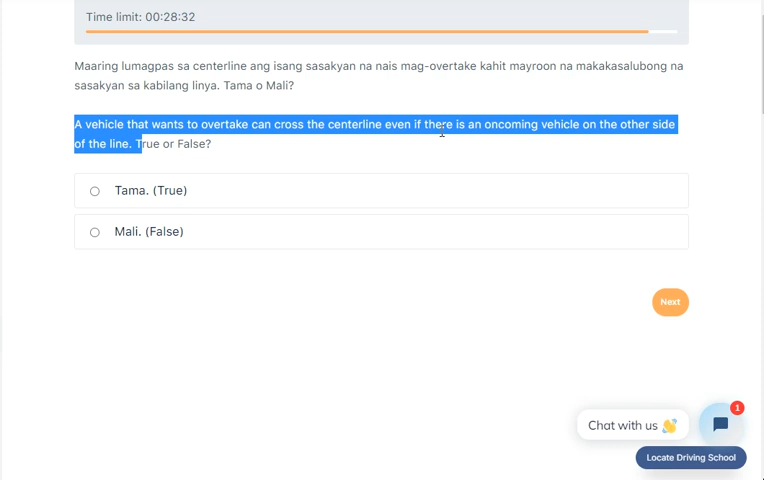 Time limit: 00:28:32
Maaring lumagpas sa centerline ang isang sasakyan na nais mag-overtake kahit mayroon na makakasalubong na
sasakyan sa kabilang linya. Tama o Mali?
A vehicle that wants to overtake can cross the centerline even if there is an oncoming vehicle on the other side
of the line. True or False?
Tama. (True)
Mali. (False)
Next
1
Chat with us 👋
Locate Driving School